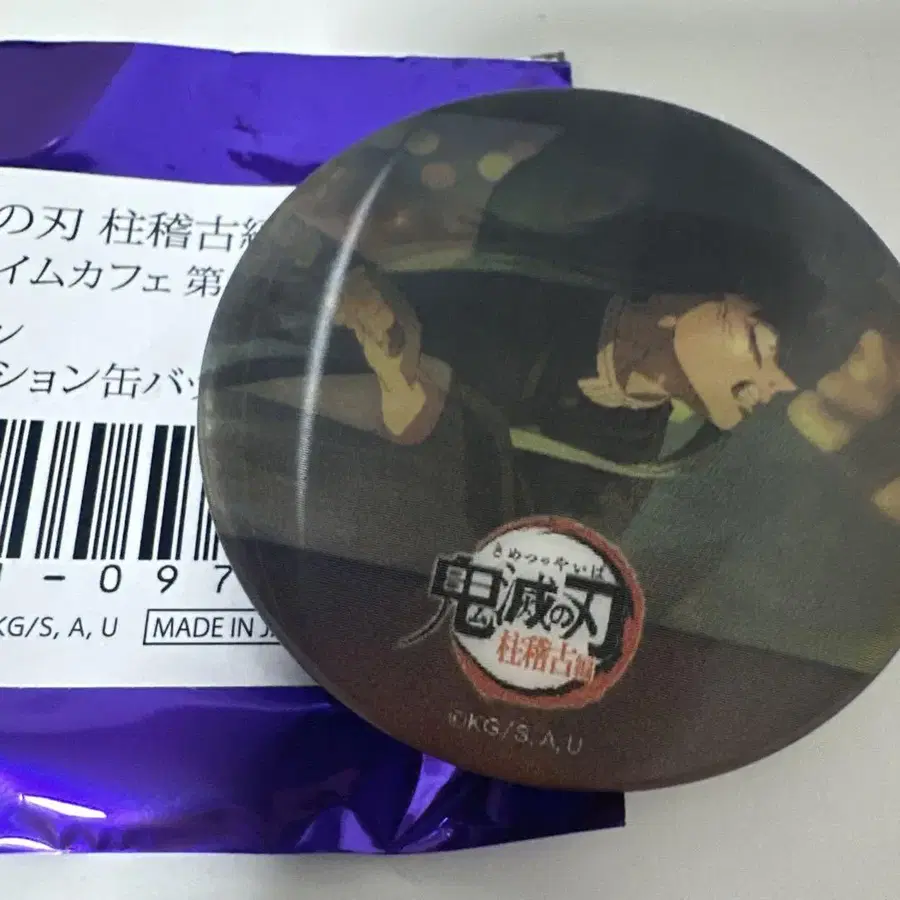 の刃 柱稽古編
イムカフェ 第
ン
ション缶バッ
1-097
KG/S, A, U
MADE IN JA
きめつのやいば
鬼滅の刃
柱稽古編
©KG/S, A, U